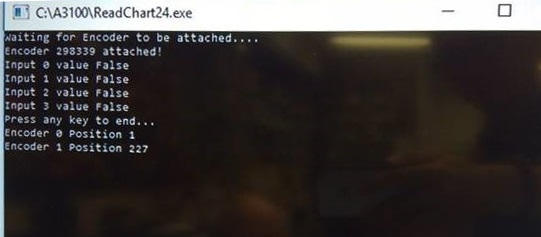 C:\A3100\ReadChart24.exe
Waiting for Encoder to be attached....
Encoder 298339 attached!
Input 0 value False
Input 1 value False
Input 2 value False
Input 3 value False
Press any key to end...
Encoder 0 Position 1
Encoder 1 Position 227